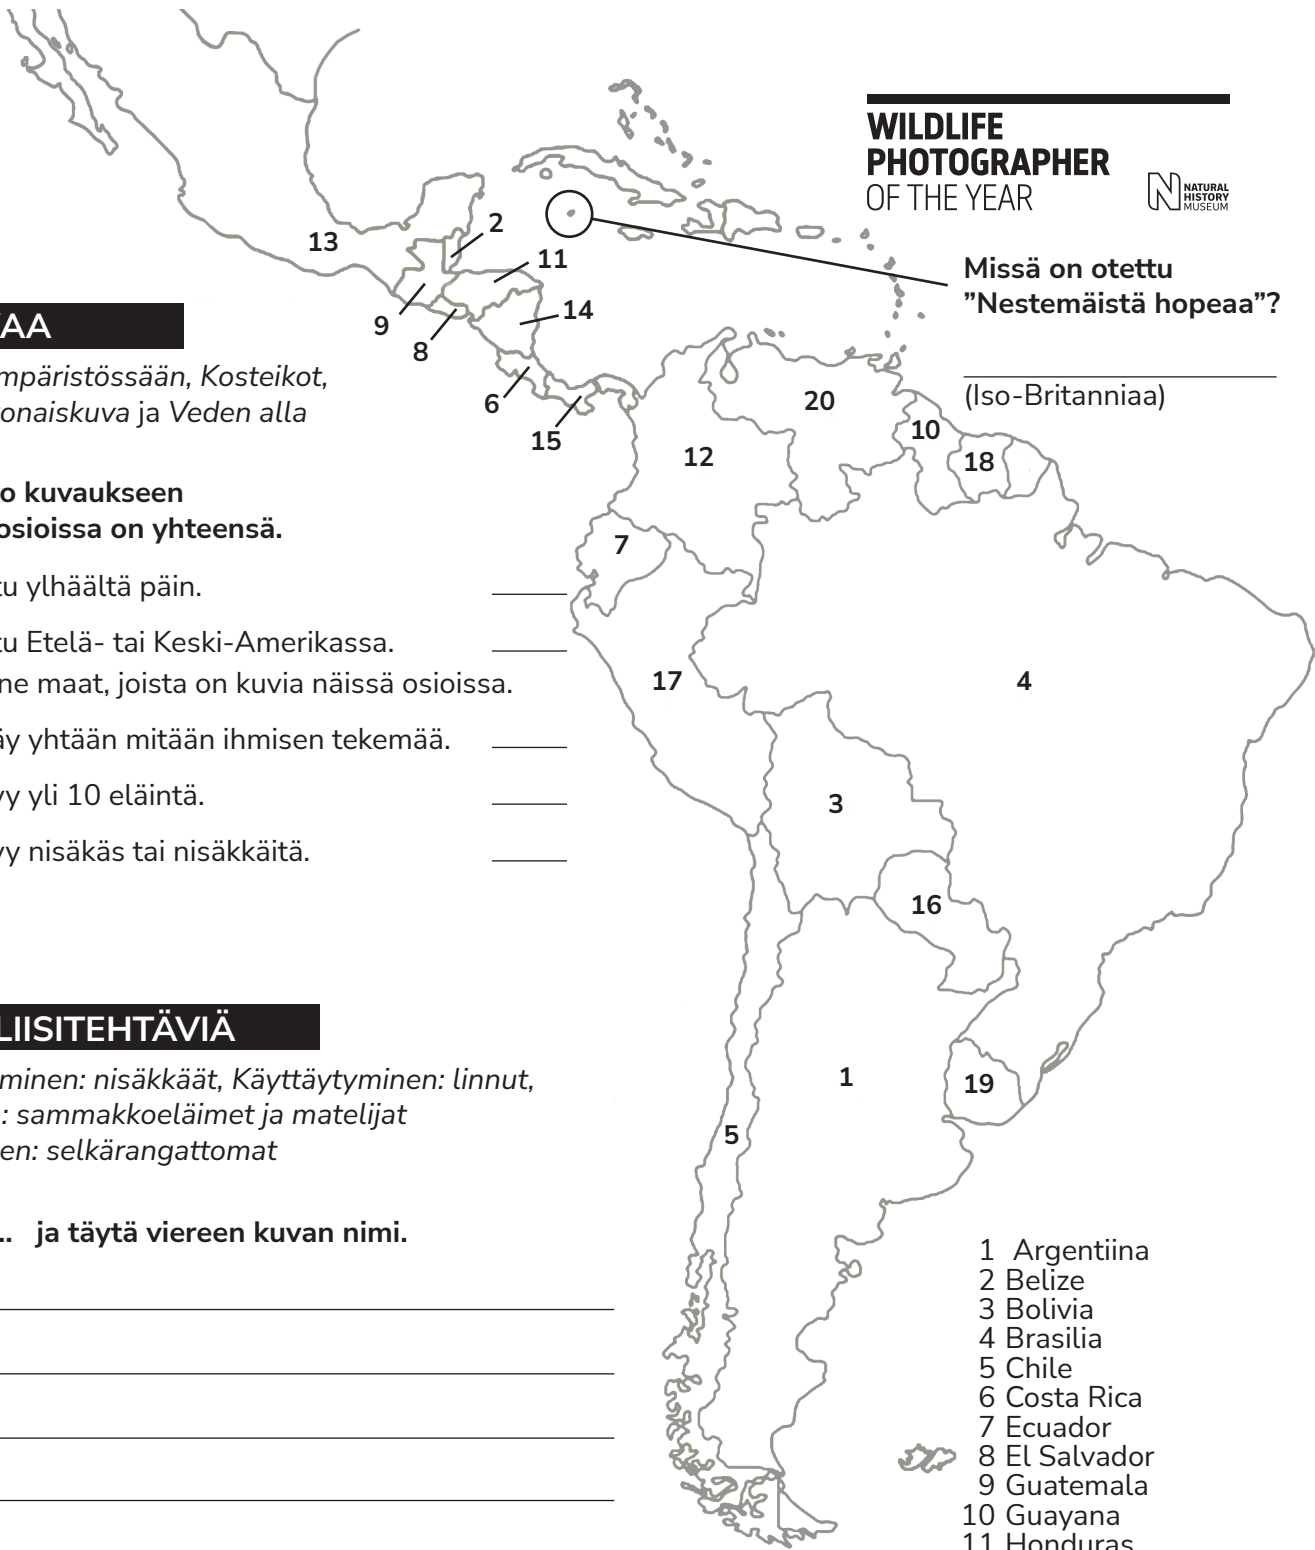 WILDLIFE
PHOTOGRAPHER
OF THE YEAR
NATURAL
HISTORY
MUSEUM
Missä on otettu
”Nestemäistä hopeaa”?
(Iso-Britanniaa)
13
2
11
14
9
8
6
15
20
10
18
12
7
17
4
3
16
1
19
5
VAA
mpäristössään, Kosteikot,
onaiskuva ja Veden alla
o kuvaukseen
osioissa on yhteensä.
tu ylhäältä päin.
tu Etelä- tai Keski-Amerikassa.
ne maat, joista on kuvia näissä osioissa.
äy yhtään mitään ihmisen tekemää.
yy yli 10 eläintä.
yy nisäkäs tai nisäkkäitä.
LIISITEHTÄVIÄ
minen: nisäkkäät, Käyttäytyminen: linnut,
: sammakkoeläimet ja matelijat
en: selkärangattomat
.. ja täytä viereen kuvan nimi.
1 Argentiina
2 Belize
3 Bolivia
4 Brasilia
5 Chile
6 Costa Rica
7 Ecuador
8 El Salvador
9 Guatemala
10 Guayana
11 Honduras